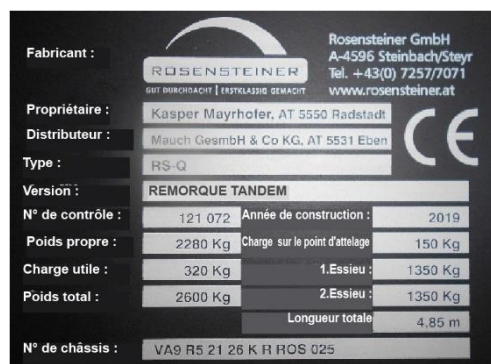 Fabricant :
ROSENSTEINER
GUT DURCHDACHT | ERSTKLASSIG GEMACHT
Rosensteiner GmbH
A-4596 Steinbach/Steyr
Tel. +43(0) 7257/7071
www.rosensteiner.at
Propriétaire : Kasper Mayrhofer, AT 5550 Radstadt
Distributeur : Mauch GesmbH & Co KG, AT 5531 Eben
CE
Type : RS-Q
Version : REMORQUE TANDEM
N° de contrôle : 121 072 Année de construction : 2019
Poids propre : 2280 Kg Charge sur le point d'attelage 150 Kg
Charge utile : 320 Kg 1.Essieu : 1350 Kg
Poids total : 2600 Kg 2.Essieu : 1350 Kg
Longueur totale 4,85 m
N° de châssis : VA9 R5 21 26 K R ROS 025